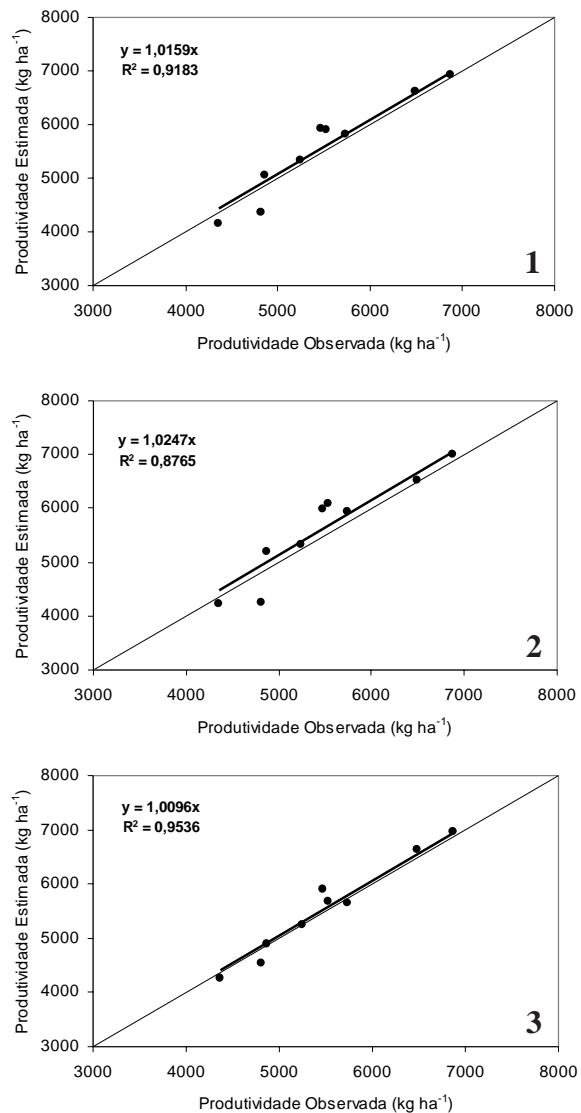 8000
7000
6000
5000
4000
3000
Produtividade Estimada (kg ha⁻¹)
y = 1,0159x
R² = 0,9183
1
3000 4000 5000 6000 7000 8000
Produtividade Observada (kg ha⁻¹)
8000
7000
6000
5000
4000
3000
Produtividade Estimada (kg ha⁻¹)
y = 1,0247x
R² = 0,8765
2
3000 4000 5000 6000 7000 8000
Produtividade Observada (kg ha⁻¹)
8000
7000
6000
5000
4000
3000
Produtividade Estimada (kg ha⁻¹)
y = 1,0096x
R² = 0,9536
3
3000 4000 5000 6000 7000 8000
Produtividade Observada (kg ha⁻¹)